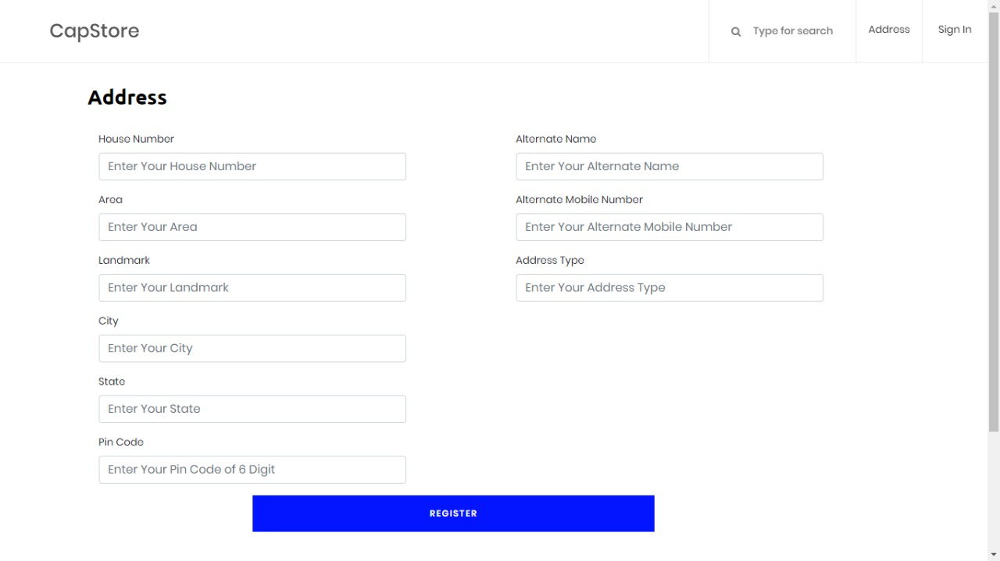 CapStore
Type for search
Address
Sign In
Address
House Number
Enter Your House Number
Area
Enter Your Area
Landmark
Enter Your Landmark
City
Enter Your City
State
Enter Your State
Pin Code
Enter Your Pin Code of 6 Digit
Alternate Name
Enter Your Alternate Name
Alternate Mobile Number
Enter Your Alternate Mobile Number
Address Type
Enter Your Address Type
REGISTER